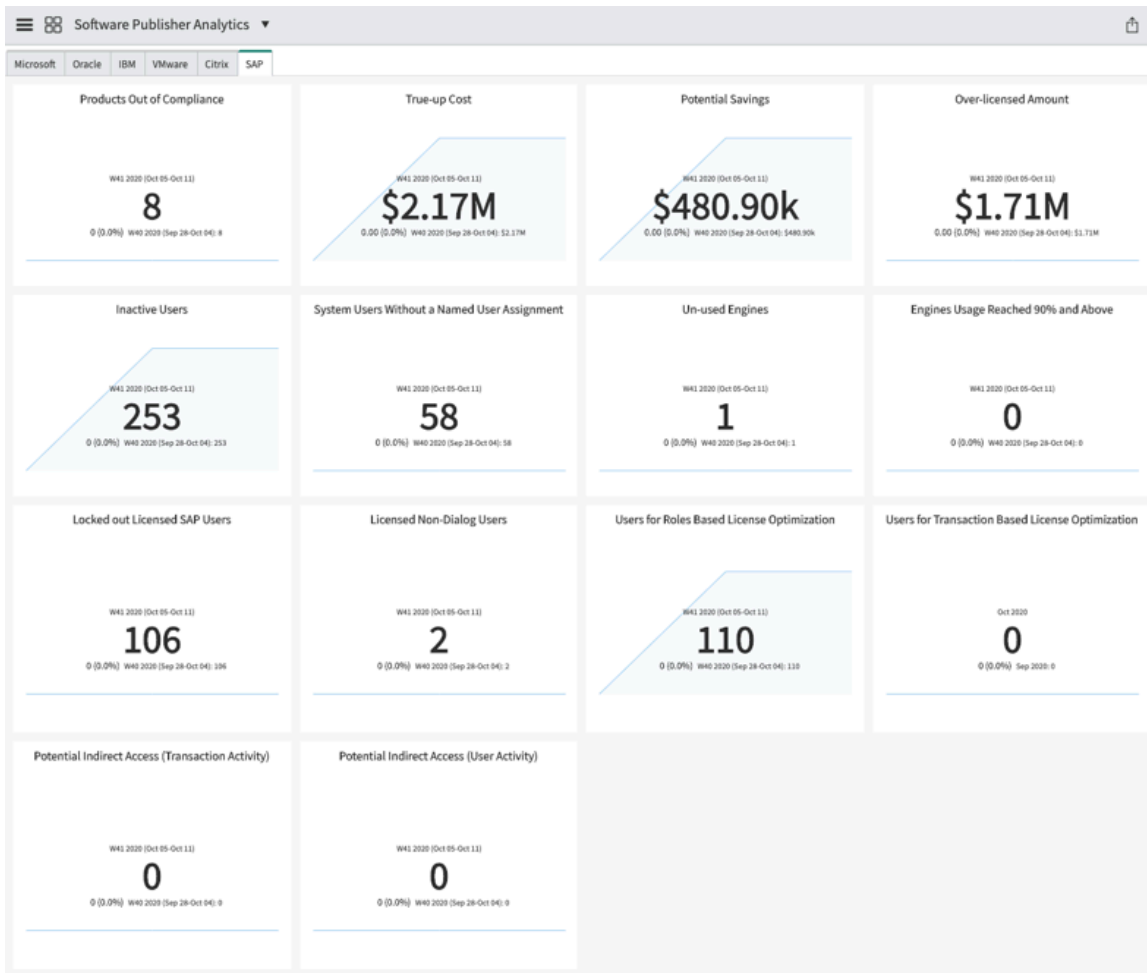 Software Publisher Analytics ▼
Microsoft Oracle IBM VMware Citrix SAP
Products Out of Compliance
W41 2020 (Oct 05-Oct 11)
8
0 (0.0%) W40 2020 (Sep 28-Oct 04): 8
True-up Cost
W41 2020 (Oct 05-Oct 11)
$2.17M
0.00 (0.0%) W40 2020 (Sep 28-Oct 04): $2.17M
Potential Savings
W41 2020 (Oct 05-Oct 11)
$480.90k
0.00 (0.0%) W40 2020 (Sep 28-Oct 04): $480.90k
Over-licensed Amount
W41 2020 (Oct 05-Oct 11)
$1.71M
0.00 (0.0%) W40 2020 (Sep 28-Oct 04): $1.71M
Inactive Users
W41 2020 (Oct 05-Oct 11)
253
0 (0.0%) W40 2020 (Sep 28-Oct 04): 253
System Users Without a Named User Assignment
W41 2020 (Oct 05-Oct 11)
58
0 (0.0%) W40 2020 (Sep 28-Oct 04): 58
Un-used Engines
W41 2020 (Oct 05-Oct 11)
1
0 (0.0%) W40 2020 (Sep 28-Oct 04): 1
Engines Usage Reached 90% and Above
W41 2020 (Oct 05-Oct 11)
0
0 (0.0%) W40 2020 (Sep 28-Oct 04): 0
Locked out Licensed SAP Users
W41 2020 (Oct 05-Oct 11)
106
0 (0.0%) W40 2020 (Sep 28-Oct 04): 106
Licensed Non-Dialog Users
W41 2020 (Oct 05-Oct 11)
2
0 (0.0%) W40 2020 (Sep 28-Oct 04): 2
Users for Roles Based License Optimization
W41 2020 (Oct 05-Oct 11)
110
0 (0.0%) W40 2020 (Sep 28-Oct 04): 110
Users for Transaction Based License Optimization
Oct 2020
0
0 (0.0%) Sep 2020: 0
Potential Indirect Access (Transaction Activity)
W41 2020 (Oct 05-Oct 11)
0
0 (0.0%) W40 2020 (Sep 28-Oct 04): 0
Potential Indirect Access (User Activity)
W41 2020 (Oct 05-Oct 11)
0
0 (0.0%) W40 2020 (Sep 28-Oct 04): 0